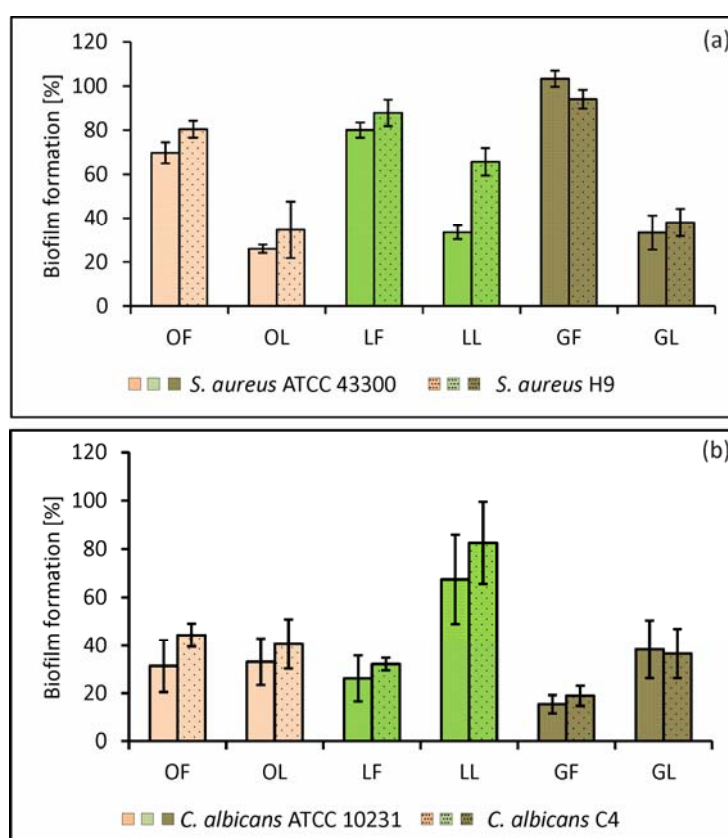 (a)
Biofilm formation [%]
120
100
80
60
40
20
0
OF OL LF LL GF GL
S. aureus ATCC 43300 S. aureus H9
(b)
Biofilm formation [%]
120
100
80
60
40
20
0
OF OL LF LL GF GL
C. albicans ATCC 10231 C. albicans C4